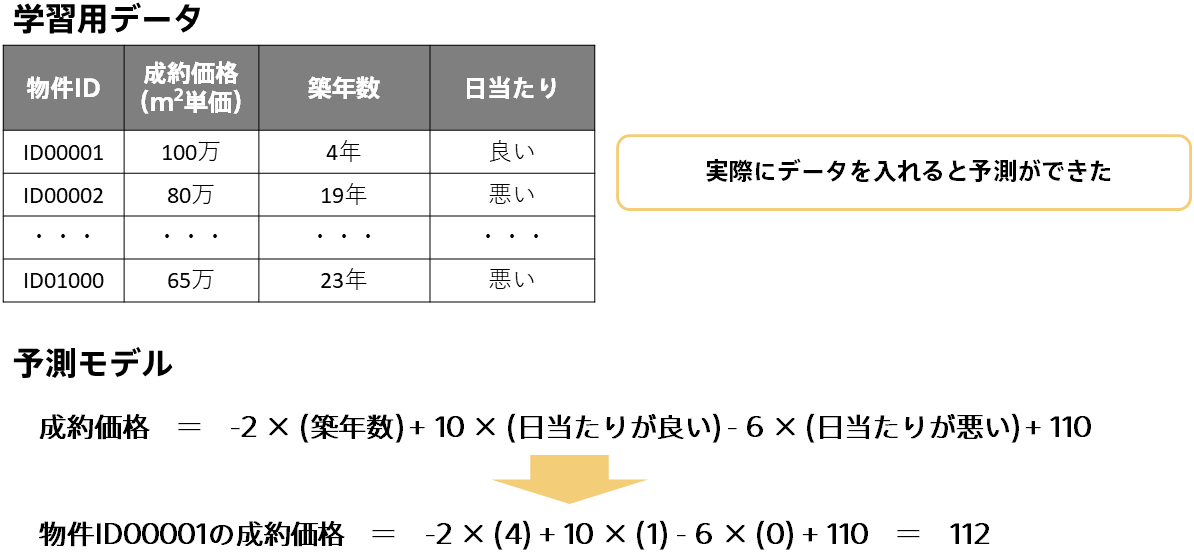 学習用データ
物件ID 成約価格 (m²単価) 築年数 日当たり
ID00001 100万 4年 良い
ID00002 80万 19年 悪い
・・・ ・・・ ・・・ ・・・
ID01000 65万 23年 悪い
実際にデータを入れると予測ができた
予測モデル
成約価格 = -2 × (築年数) + 10 × (日当たりが良い) - 6 × (日当たりが悪い) + 110
物件ID00001の成約価格 = -2 × (4) + 10 × (1) - 6 × (0) + 110 = 112